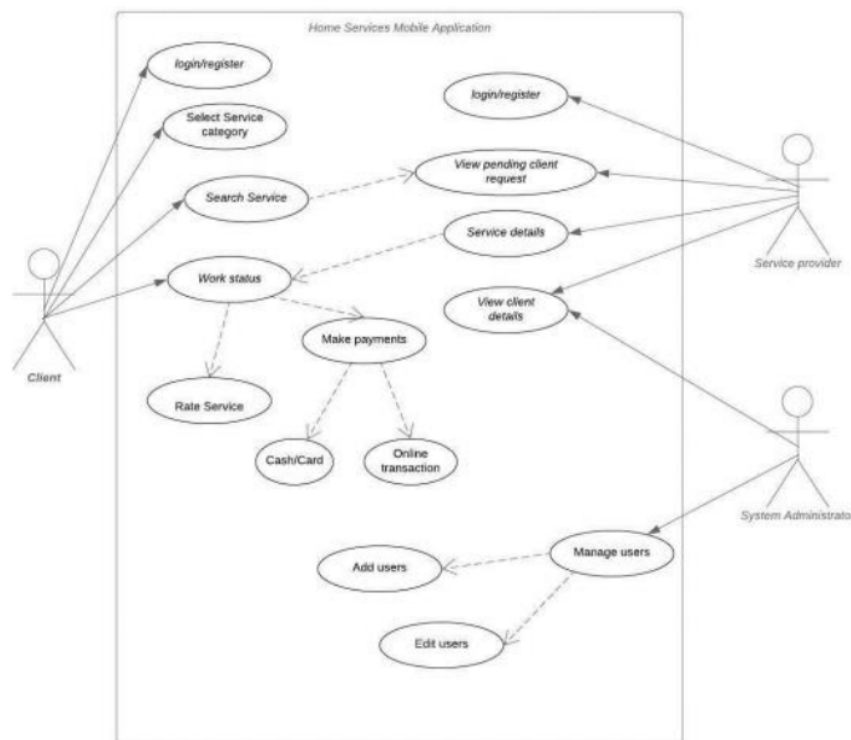 Home Services Mobile Application
login/register
login/register
Select Service
category
View pending client
request
Search Service
Service details
Service provider
Work status
View client
details
Make payments
Client
Rate Service
Cash/Card
Online
transaction
System Administrato
Manage users
Add users
Edit users